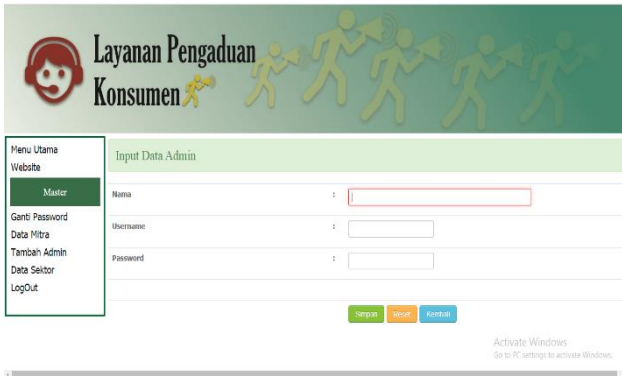 Layanan Pengaduan
Konsumen
Menu Utama
Website
Master
Ganti Password
Data Mitra
Tambah Admin
Data Sektor
LogOut
Input Data Admin
Nama :
Username :
Password :
Simpan Reset Kembali
Activate Windows
Go to PC settings to activate Windows.